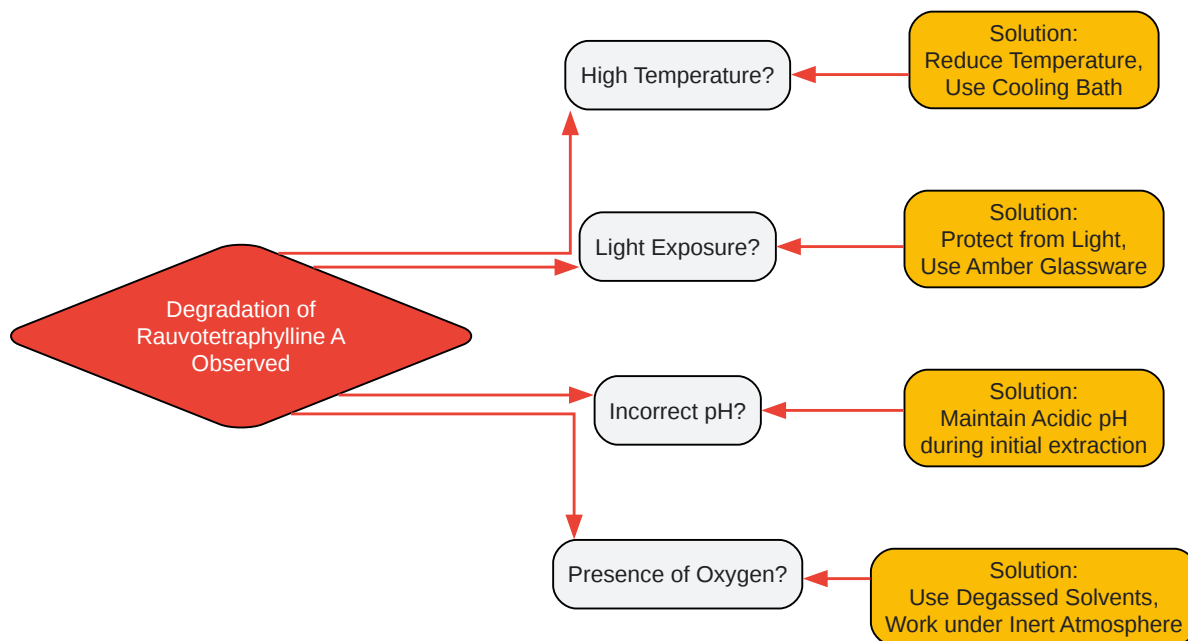 Degradation of
Rauvotetraphylline A
Observed
High Temperature?
Solution:
Reduce Temperature,
Use Cooling Bath
Light Exposure?
Solution:
Protect from Light,
Use Amber Glassware
Incorrect pH?
Solution:
Maintain Acidic pH
during initial extraction
Presence of Oxygen?
Solution:
Use Degassed Solvents,
Work under Inert Atmosphere